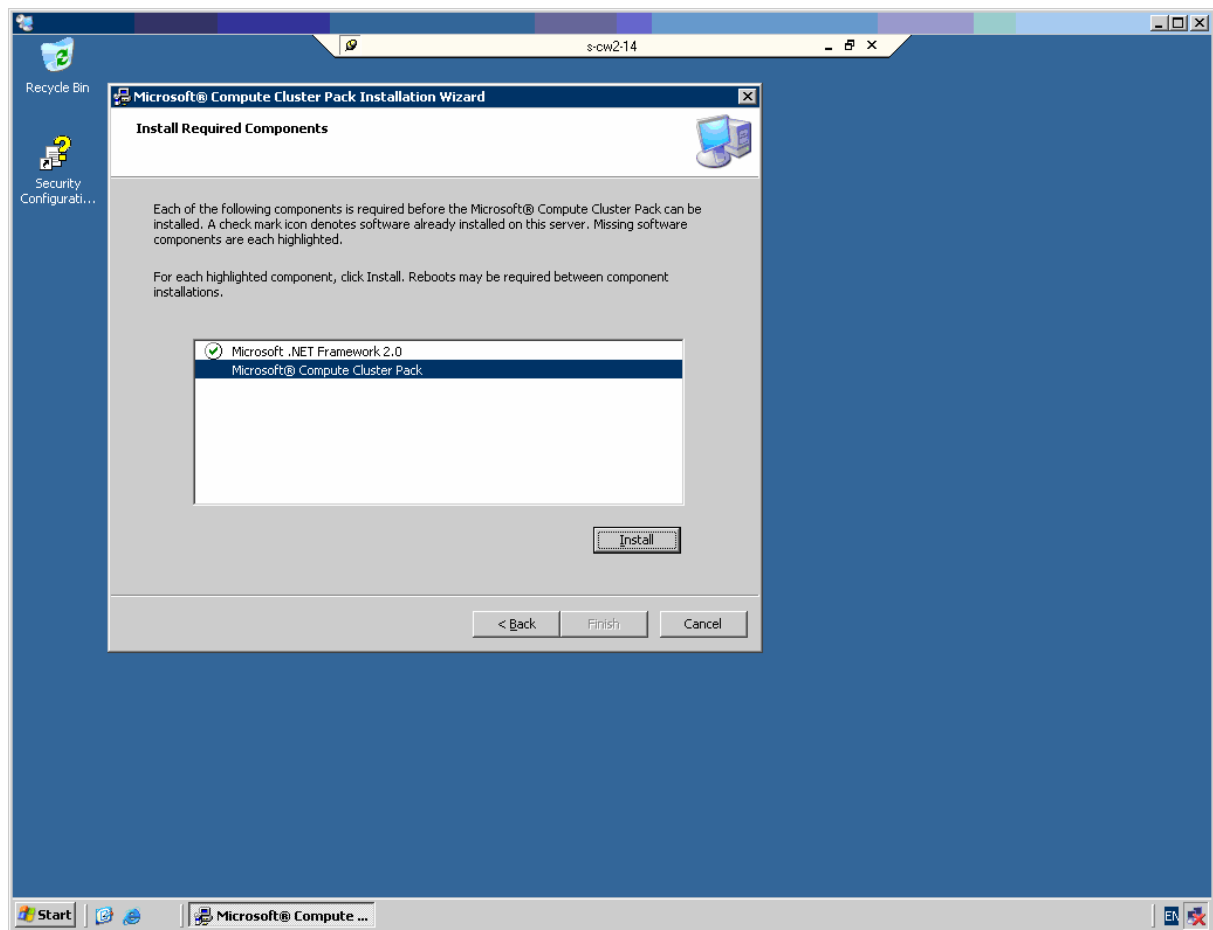 s-cw2-14
Recycle Bin
Security
Configurati...
Microsoft® Compute Cluster Pack Installation Wizard
Install Required Components
Each of the following components is required before the Microsoft® Compute Cluster Pack can be
installed. A check mark icon denotes software already installed on this server. Missing software
components are each highlighted.
For each highlighted component, click Install. Reboots may be required between component
installations.
Microsoft .NET Framework 2.0
Microsoft® Compute Cluster Pack
Install
< Back
Finish
Cancel
Start
Microsoft® Compute ...
EN